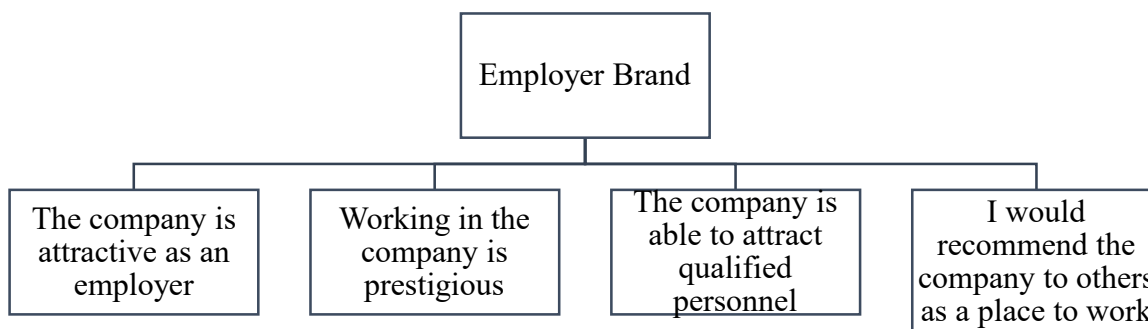 Employer Brand
The company is
attractive as an
employer
Working in the
company is
prestigious
The company is
able to attract
qualified
personnel
I would
recommend the
company to others
as a place to work